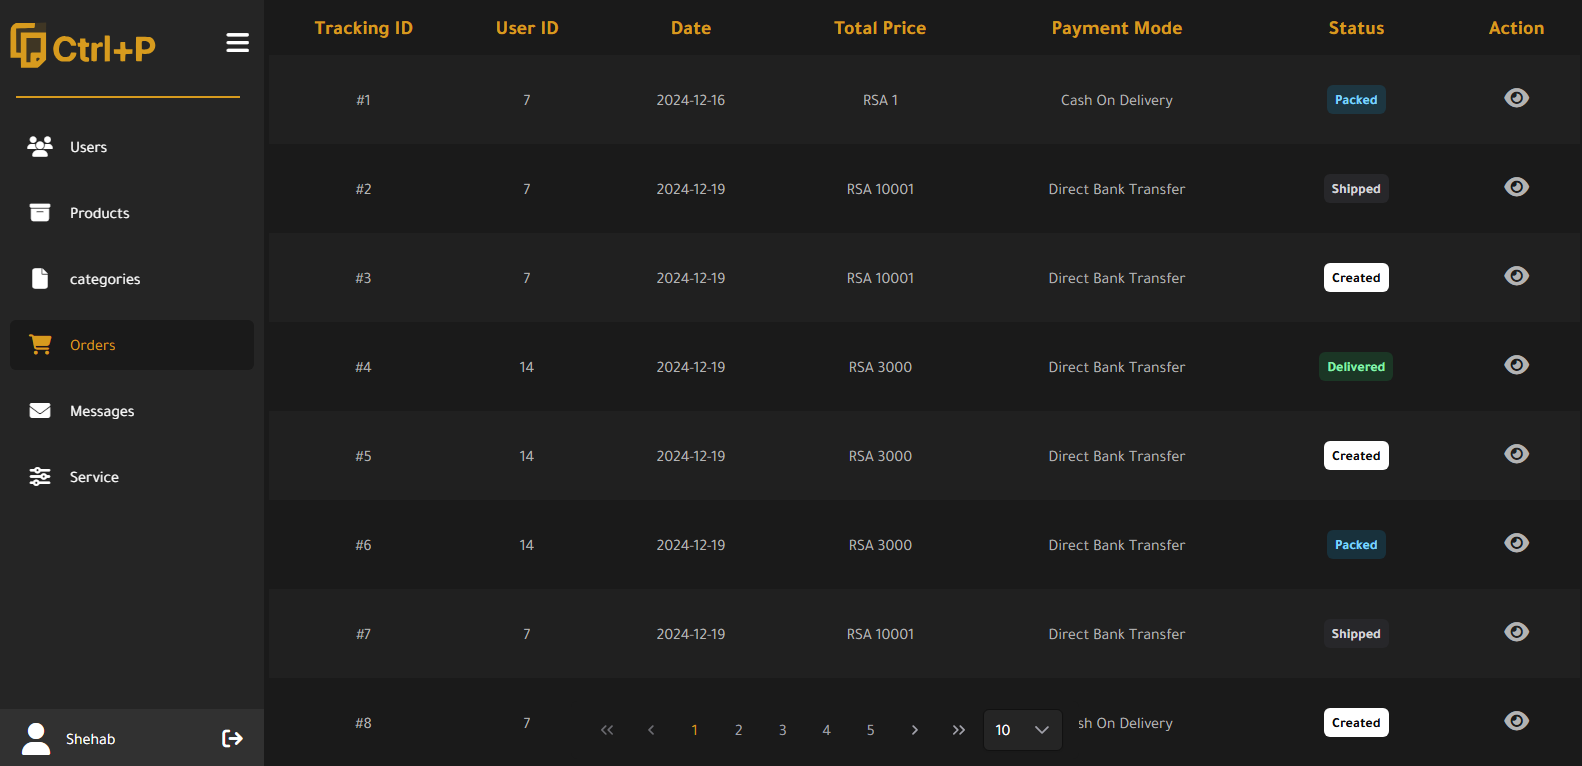 Ctrl+P
Users
Products
categories
Orders
Messages
Service
Shehab
Tracking ID User ID Date Total Price Payment Mode Status Action
#1 7 2024-12-16 RSA 1 Cash On Delivery Packed
#2 7 2024-12-19 RSA 10001 Direct Bank Transfer Shipped
#3 7 2024-12-19 RSA 10001 Direct Bank Transfer Created
#4 14 2024-12-19 RSA 3000 Direct Bank Transfer Delivered
#5 14 2024-12-19 RSA 3000 Direct Bank Transfer Created
#6 14 2024-12-19 RSA 3000 Direct Bank Transfer Packed
#7 7 2024-12-19 RSA 10001 Direct Bank Transfer Shipped
#8 7 sh On Delivery Created
« ‹ 1 2 3 4 5 › » 10